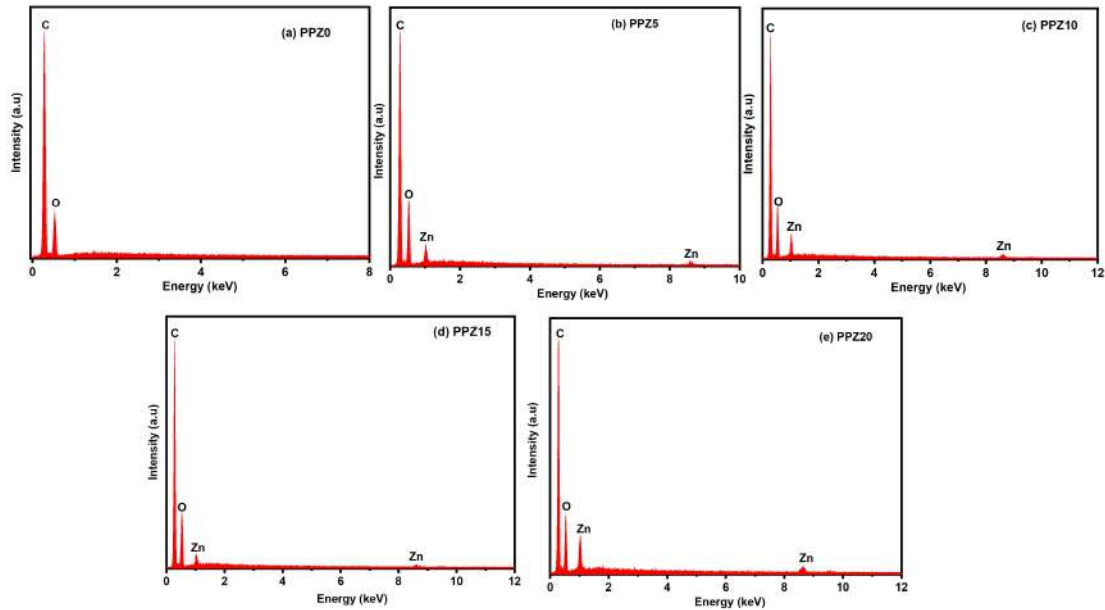 (a) PPZ0
C
O
Intensity (a.u)
0 2 4 6 8
Energy (keV)
(b) PPZ5
C
O
Zn
Zn
Intensity (a.u)
0 2 4 6 8 10
Energy (keV)
(c) PPZ10
C
O
Zn
Zn
Intensity (a.u)
0 2 4 6 8 10 12
Energy (keV)
(d) PPZ15
C
O
Zn
Zn
Intensity (a.u)
0 2 4 6 8 10 12
Energy (keV)
(e) PPZ20
C
O
Zn
Zn
Intensity (a.u)
0 2 4 6 8 10 12
Energy (keV)